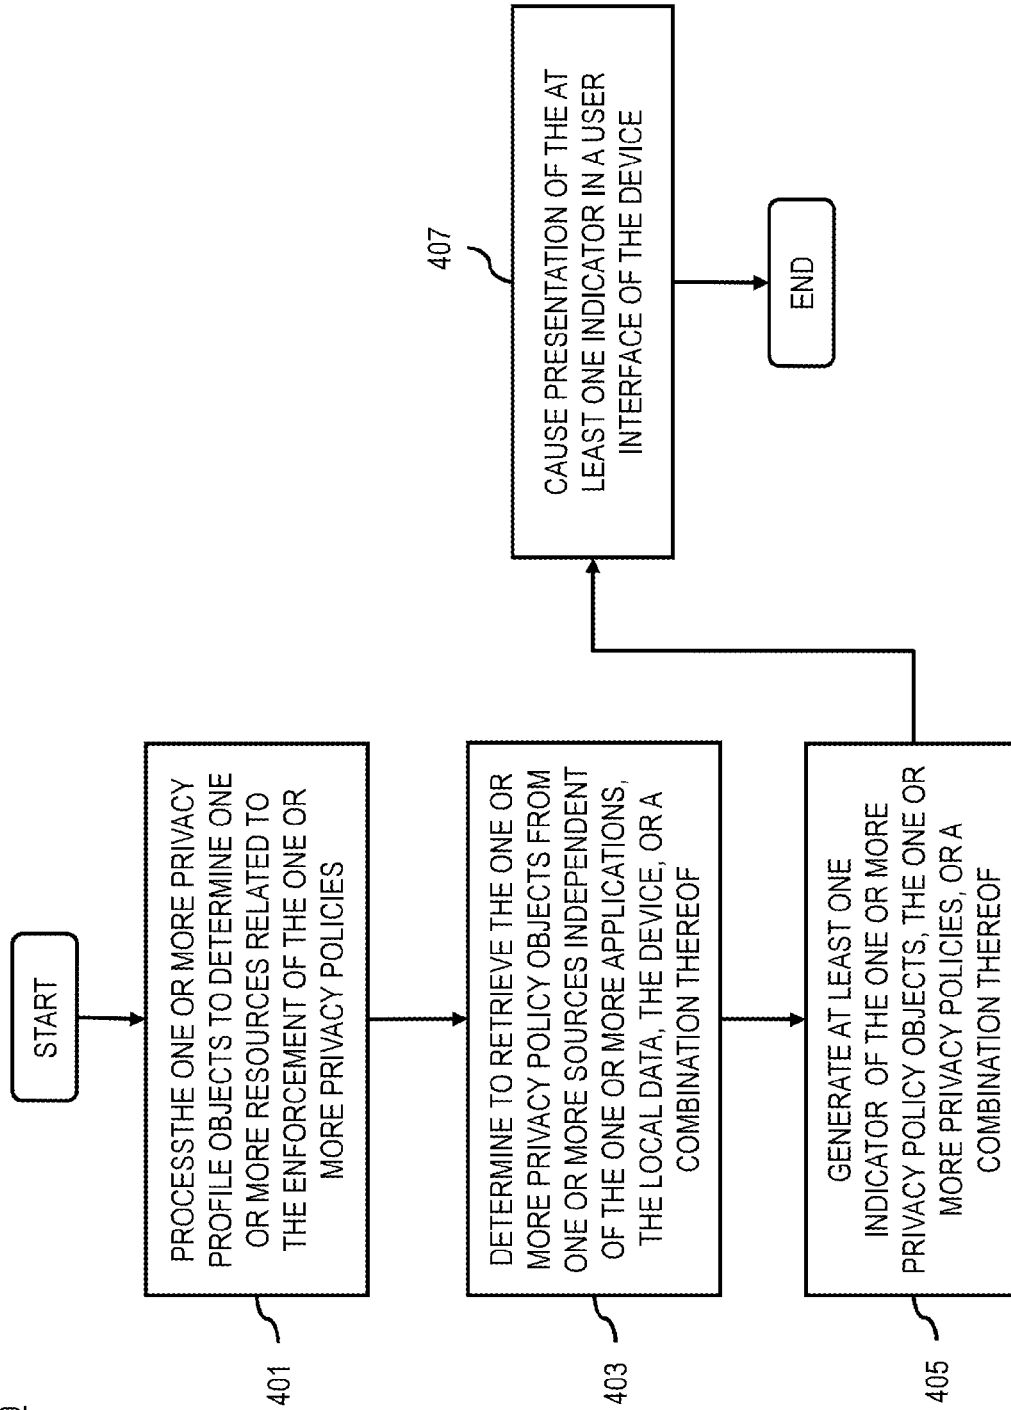 START
PROCESSTHE ONE OR MORE PRIVACY
PROFILE OBJECTS TO DETERMINE ONE
OR MORE RESOURCES RELATED TO
THE ENFORCEMENT OF THE ONE OR
MORE PRIVACY POLICIES
401
DETERMINE TO RETRIEVE THE ONE OR
MORE PRIVACY POLICY OBJECTS FROM
ONE OR MORE SOURCES INDEPENDENT
OF THE ONE OR MORE APPLICATIONS,
THE LOCAL DATA, THE DEVICE, OR A
COMBINATION THEREOF
403
GENERATE AT LEAST ONE
INDICATOR OF THE ONE OR MORE
PRIVACY POLICY OBJECTS, THE ONE OR
MORE PRIVACY POLICIES, OR A
COMBINATION THEREOF
405
407
CAUSE PRESENTATION OF THE AT
LEAST ONE INDICATOR IN A USER
INTERFACE OF THE DEVICE
END